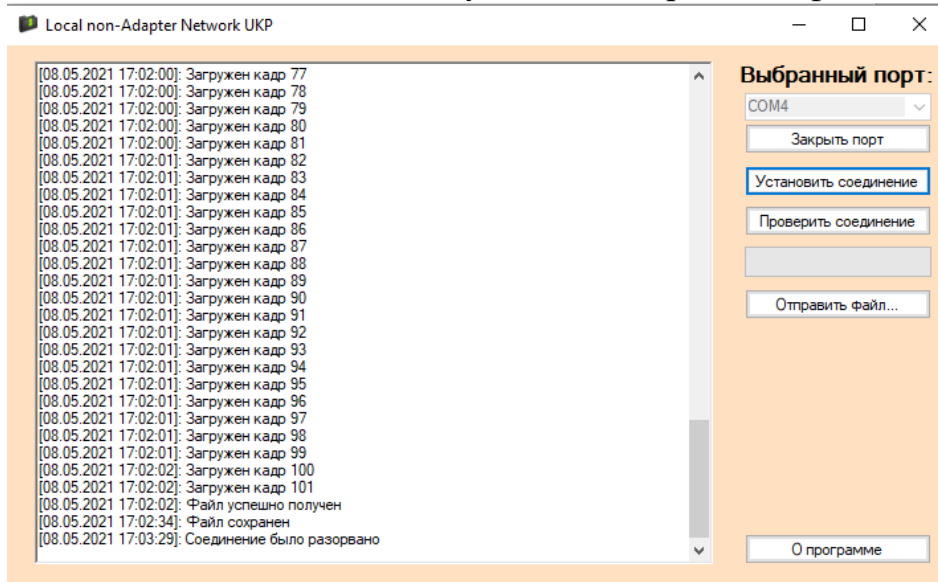 Local non-Adapter Network UKP
[08.05.2021 17:02:00]: Загружен кадр 77
[08.05.2021 17:02:00]: Загружен кадр 78
[08.05.2021 17:02:00]: Загружен кадр 79
[08.05.2021 17:02:00]: Загружен кадр 80
[08.05.2021 17:02:00]: Загружен кадр 81
[08.05.2021 17:02:01]: Загружен кадр 82
[08.05.2021 17:02:01]: Загружен кадр 83
[08.05.2021 17:02:01]: Загружен кадр 84
[08.05.2021 17:02:01]: Загружен кадр 85
[08.05.2021 17:02:01]: Загружен кадр 86
[08.05.2021 17:02:01]: Загружен кадр 87
[08.05.2021 17:02:01]: Загружен кадр 88
[08.05.2021 17:02:01]: Загружен кадр 89
[08.05.2021 17:02:01]: Загружен кадр 90
[08.05.2021 17:02:01]: Загружен кадр 91
[08.05.2021 17:02:01]: Загружен кадр 92
[08.05.2021 17:02:01]: Загружен кадр 93
[08.05.2021 17:02:01]: Загружен кадр 94
[08.05.2021 17:02:01]: Загружен кадр 95
[08.05.2021 17:02:01]: Загружен кадр 96
[08.05.2021 17:02:01]: Загружен кадр 97
[08.05.2021 17:02:01]: Загружен кадр 98
[08.05.2021 17:02:01]: Загружен кадр 99
[08.05.2021 17:02:02]: Загружен кадр 100
[08.05.2021 17:02:02]: Загружен кадр 101
[08.05.2021 17:02:02]: Файл успешно получен
[08.05.2021 17:02:34]: Файл сохранен
[08.05.2021 17:03:29]: Соединение было разорвано
Выбранный порт:
COM4
Закрыть порт
Установить соединение
Проверить соединение
Отправить файл...
О программе